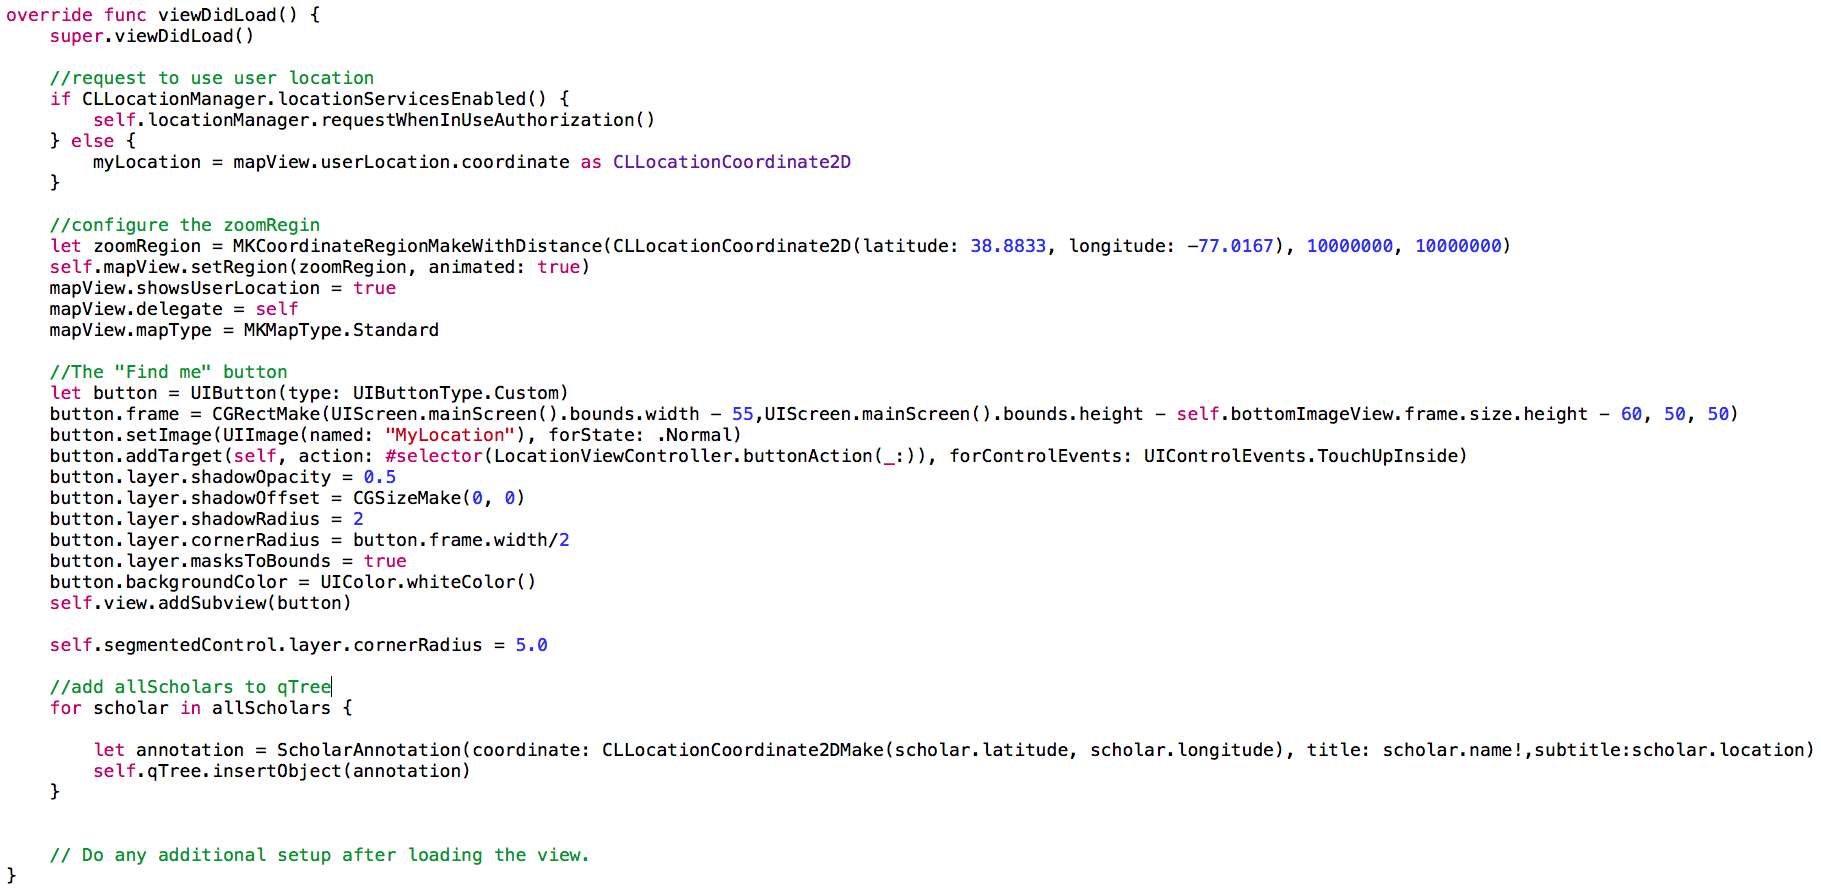 override func viewDidLoad() {
    super.viewDidLoad()

    //request to use user location
    if CLLocationManager.locationServicesEnabled() {
        self.locationManager.requestWhenInUseAuthorization()
    } else {
        myLocation = mapView.userLocation.coordinate as CLLocationCoordinate2D
    }

    //configure the zoomRegin
    let zoomRegion = MKCoordinateRegionMakeWithDistance(CLLocationCoordinate2D(latitude: 38.8833, longitude: -77.0167), 10000000, 10000000)
    self.mapView.setRegion(zoomRegion, animated: true)
    mapView.showsUserLocation = true
    mapView.delegate = self
    mapView.mapType = MKMapType.Standard

    //The "Find me" button
    let button = UIButton(type: UIButtonType.Custom)
    button.frame = CGRectMake(UIScreen.mainScreen().bounds.width - 55,UIScreen.mainScreen().bounds.height - self.bottomImageView.frame.size.height - 60, 50, 50)
    button.setImage(UIImage(named: "MyLocation"), forState: .Normal)
    button.addTarget(self, action: #selector(LocationViewController.buttonAction(_:)), forControlEvents: UIControlEvents.TouchUpInside)
    button.layer.shadowOpacity = 0.5
    button.layer.shadowOffset = CGSizeMake(0, 0)
    button.layer.shadowRadius = 2
    button.layer.cornerRadius = button.frame.width/2
    button.layer.masksToBounds = true
    button.backgroundColor = UIColor.whiteColor()
    self.view.addSubview(button)

    self.segmentedControl.layer.cornerRadius = 5.0

    //add allScholars to qTree
    for scholar in allScholars {

        let annotation = ScholarAnnotation(coordinate: CLLocationCoordinate2DMake(scholar.latitude, scholar.longitude), title: scholar.name!,subtitle:scholar.location)
        self.qTree.insertObject(annotation)
    }


    // Do any additional setup after loading the view.
}